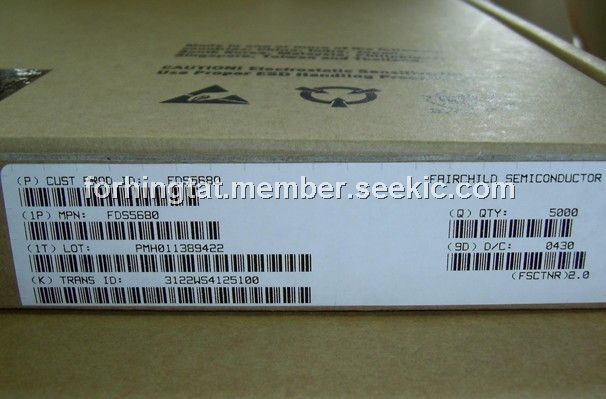 CAUTION! Electrostatic Sensitive
Use Proper ESD Handling
(P) CUST PROD ID: FDS5680
FAIRCHILD SEMICONDUCTOR
forhingtat.member.seekic.com
(1P) MPN: FDS5680
(Q) QTY: 5000
(1T) LOT: PMH011389422
(9D) D/C: 0430
(K) TRANS ID: 3122WS4125100
(FSCTNR)2.0